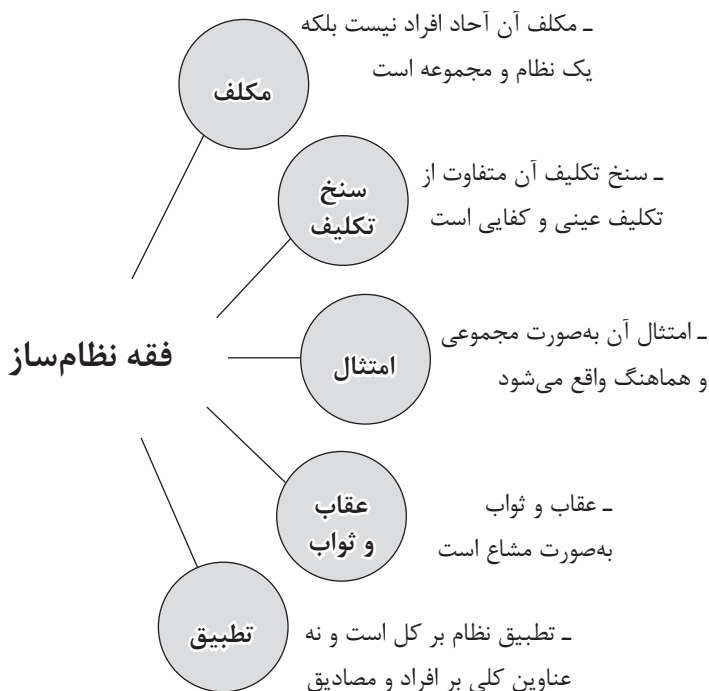 ـ مکلف آن آحاد افراد نیست بلکه
یک نظام و مجموعه است
مکلف
ـ سنخ تکلیف آن متفاوت از
تکلیف عینی و کفایی است
سنخ
تکلیف
فقه نظام‌ساز
ـ امتثال آن به‌صورت مجموعی
و هماهنگ واقع می‌شود
امتثال
ـ عقاب و ثواب
به‌صورت مشاع است
عقاب
و ثواب
ـ تطبیق نظام بر کل است و نه
عناوین کلی بر افراد و مصادیق
تطبیق